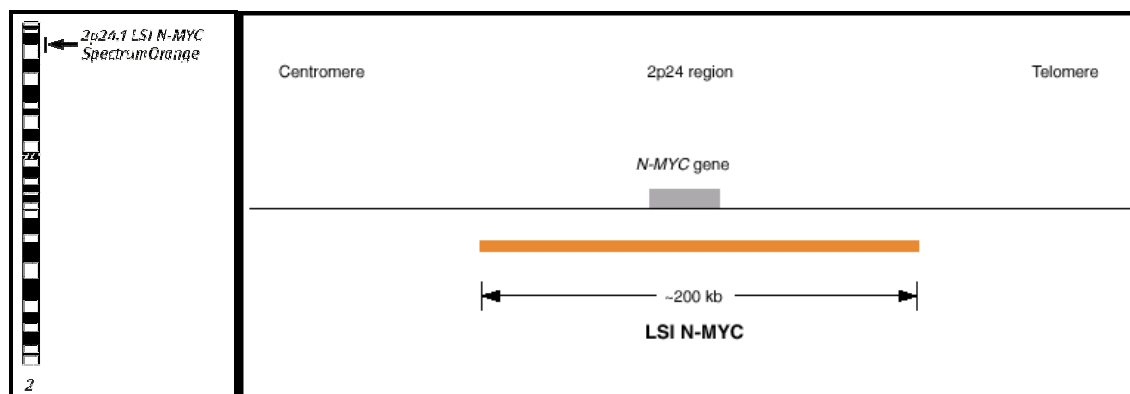 2p24.1 LSI N-MYC
SpectrumOrange
2
Centromere 2p24 region Telomere
N-MYC gene
~200 kb
LSI N-MYC